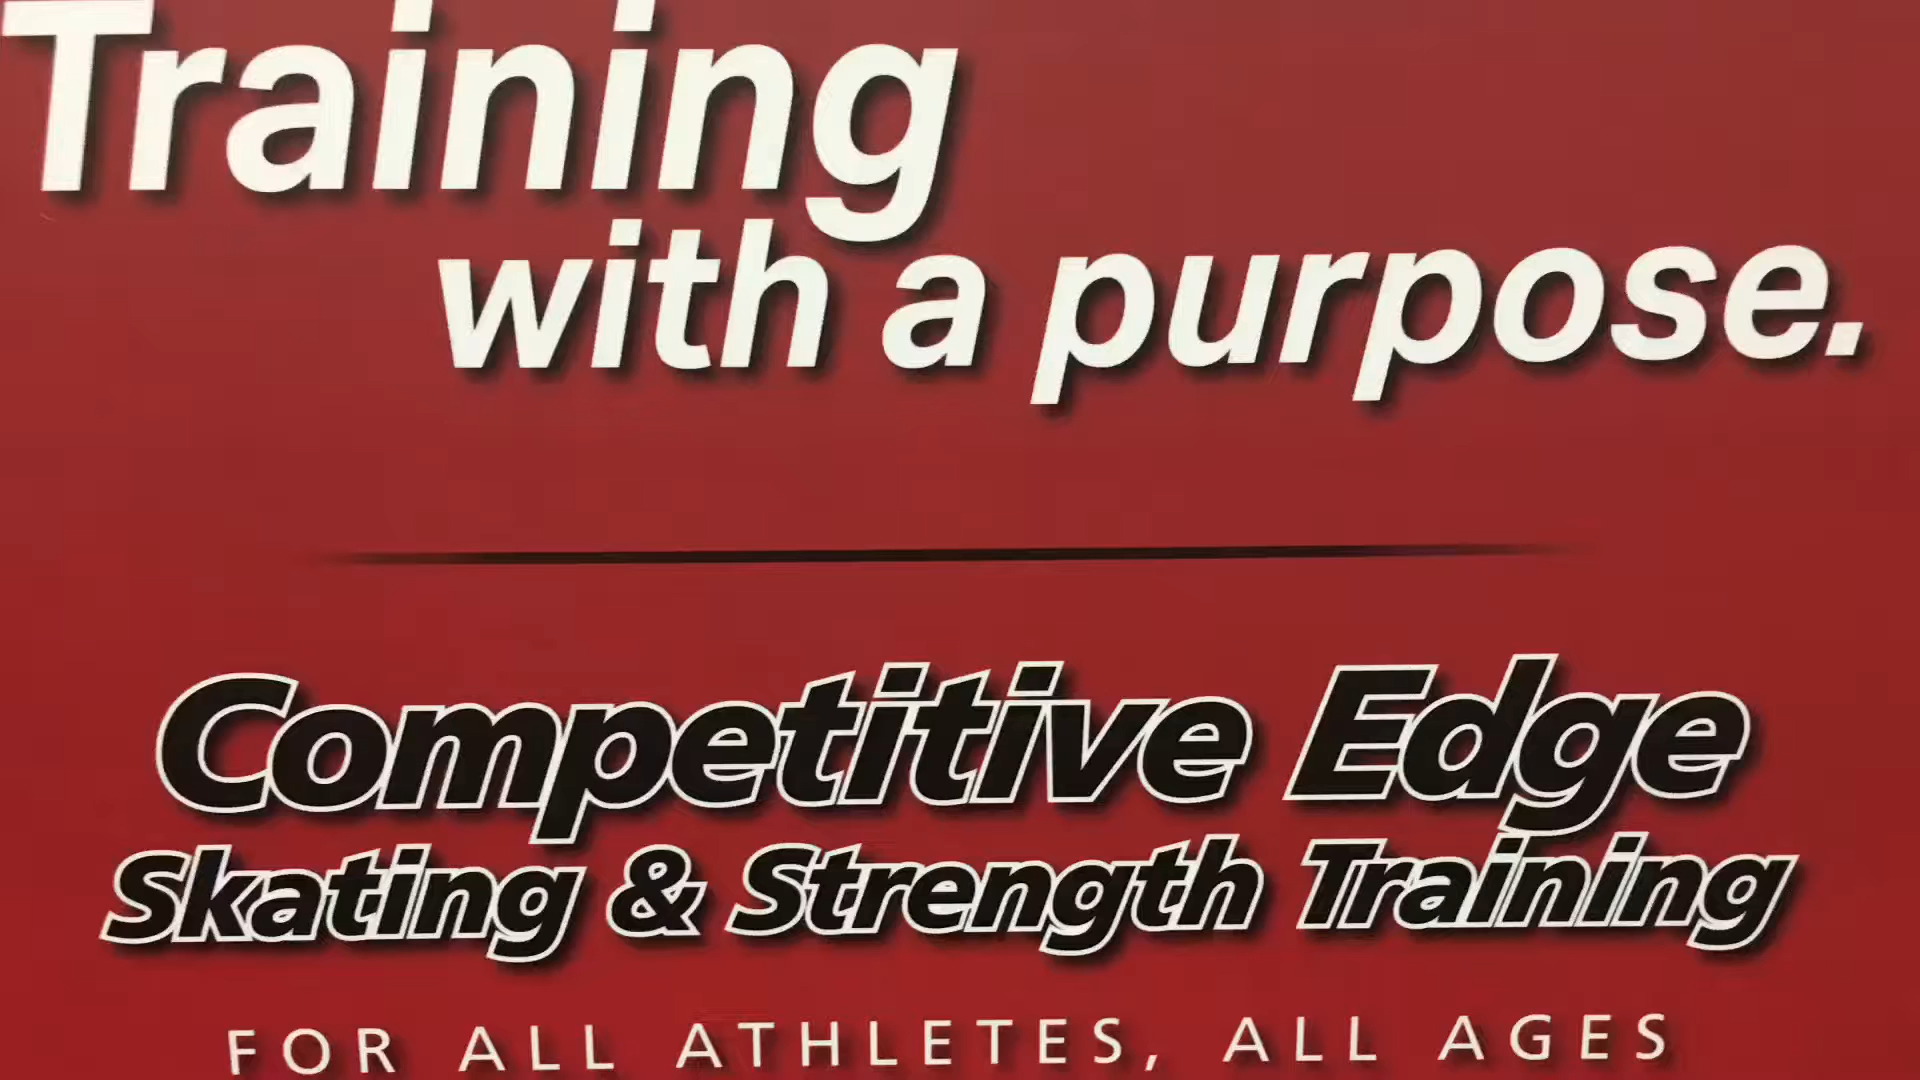 Training
with a purpose.
Competitive Edge
Skating & Strength Training
FOR ALL ATHLETES, ALL AGES